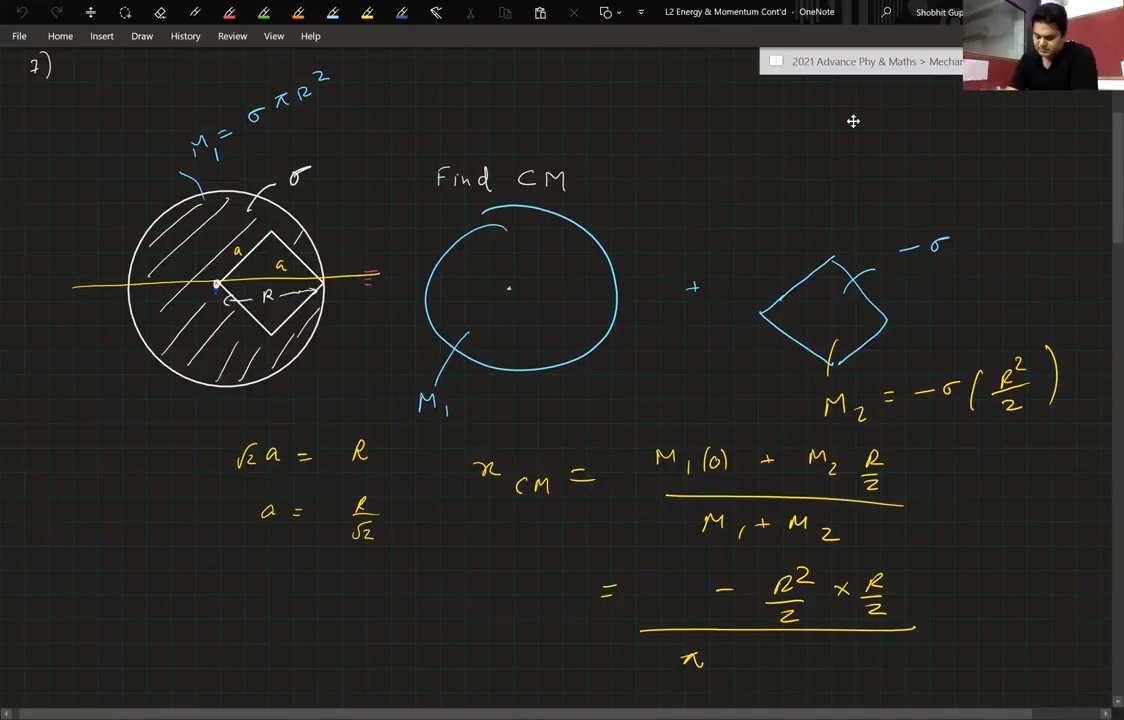 L2 Energy & Momentum Cont'd - OneNote
Shobhit Gup
File Home Insert Draw History Review View Help
2021 Advance Phy & Maths > Mechan
7)
M₁ = σ π R²
σ
Find CM
a
a
R
=
+
- σ
M₁
M₂ = - σ (R²/2)
√2 a = R
a = R/√2
x CM = (M₁(0) + M₂ R/2)/(M₁ + M₂)
= (- R²/2 × R/2)/π